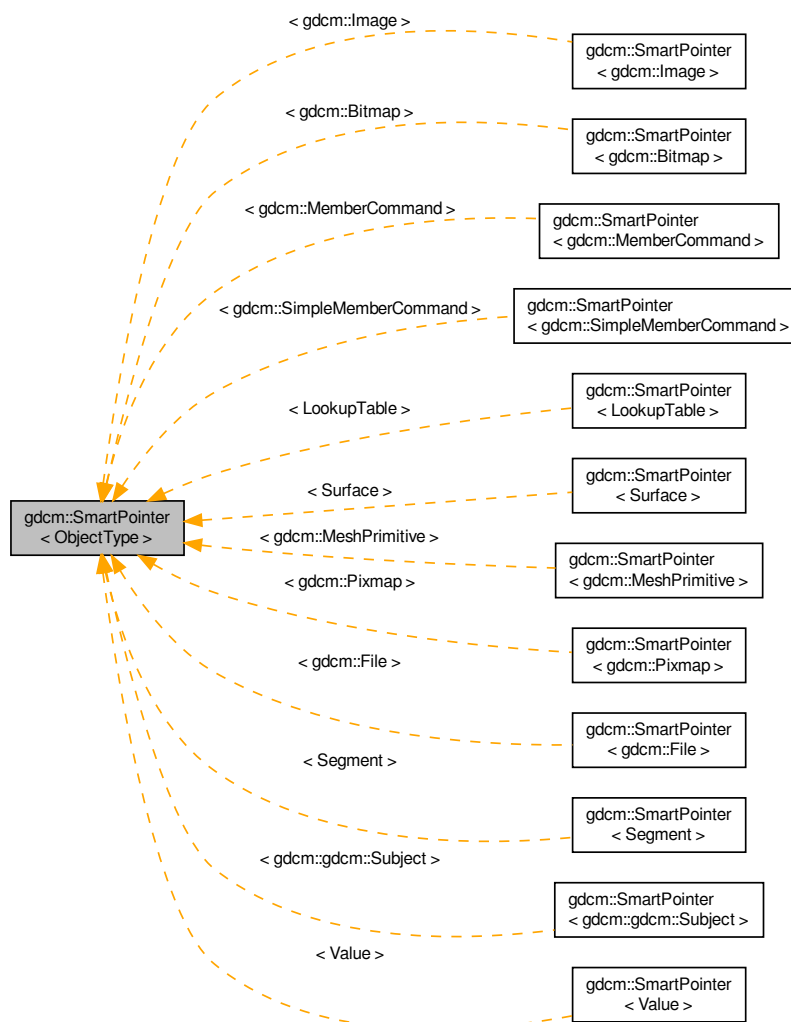 < gdcm::Image >
gdcm::SmartPointer
< gdcm::Image >
< gdcm::Bitmap >
gdcm::SmartPointer
< gdcm::Bitmap >
< gdcm::MemberCommand >
gdcm::SmartPointer
< gdcm::MemberCommand >
< gdcm::SimpleMemberCommand >
gdcm::SmartPointer
< gdcm::SimpleMemberCommand >
< LookupTable >
gdcm::SmartPointer
< LookupTable >
< Surface >
gdcm::SmartPointer
< Surface >
gdcm::SmartPointer
< ObjectType >
< gdcm::MeshPrimitive >
gdcm::SmartPointer
< gdcm::MeshPrimitive >
< gdcm::Pixmap >
gdcm::SmartPointer
< gdcm::Pixmap >
< gdcm::File >
gdcm::SmartPointer
< gdcm::File >
< Segment >
gdcm::SmartPointer
< Segment >
< gdcm::gdcm::Subject >
gdcm::SmartPointer
< gdcm::gdcm::Subject >
< Value >
gdcm::SmartPointer
< Value >